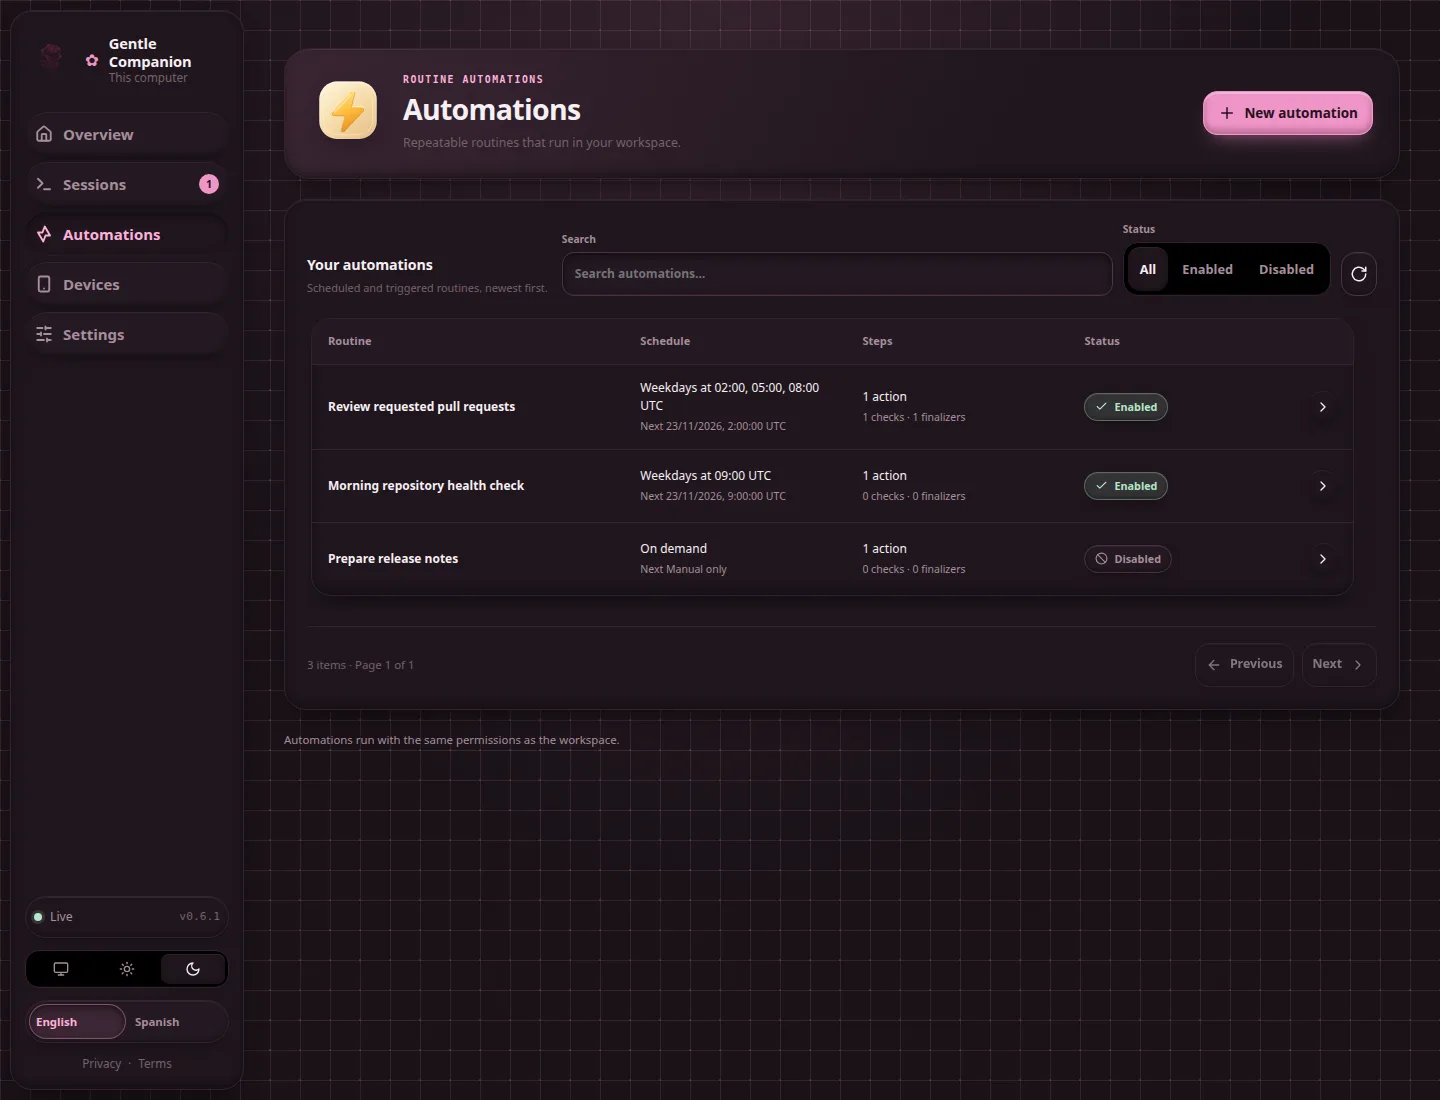 Gentle
Companion
This computer
Overview
Sessions 1
Automations
Devices
Settings
Live v0.6.1
English Spanish
Privacy · Terms
ROUTINE AUTOMATIONS
Automations
Repeatable routines that run in your workspace.
New automation
Your automations
Scheduled and triggered routines, newest first.
Search
Search automations...
Status
All Enabled Disabled
Routine Schedule Steps Status
Review requested pull requests
Weekdays at 02:00, 05:00, 08:00
UTC
Next 23/11/2026, 2:00:00 UTC
1 action
1 checks · 1 finalizers
Enabled
Morning repository health check
Weekdays at 09:00 UTC
Next 23/11/2026, 9:00:00 UTC
1 action
0 checks · 0 finalizers
Enabled
Prepare release notes
On demand
Next Manual only
1 action
0 checks · 0 finalizers
Disabled
3 items · Page 1 of 1
Previous Next
Automations run with the same permissions as the workspace.